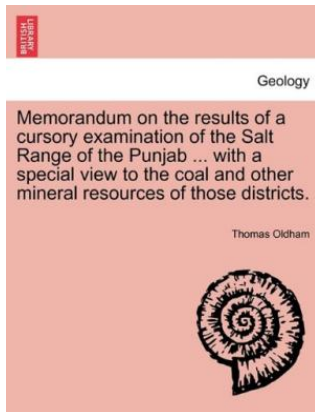 BRITISH
LIBRARY
Geology
Memorandum on the results of a
cursory examination of the Salt
Range of the Punjab ... with a
special view to the coal and other
mineral resources of those districts.
Thomas Oldham